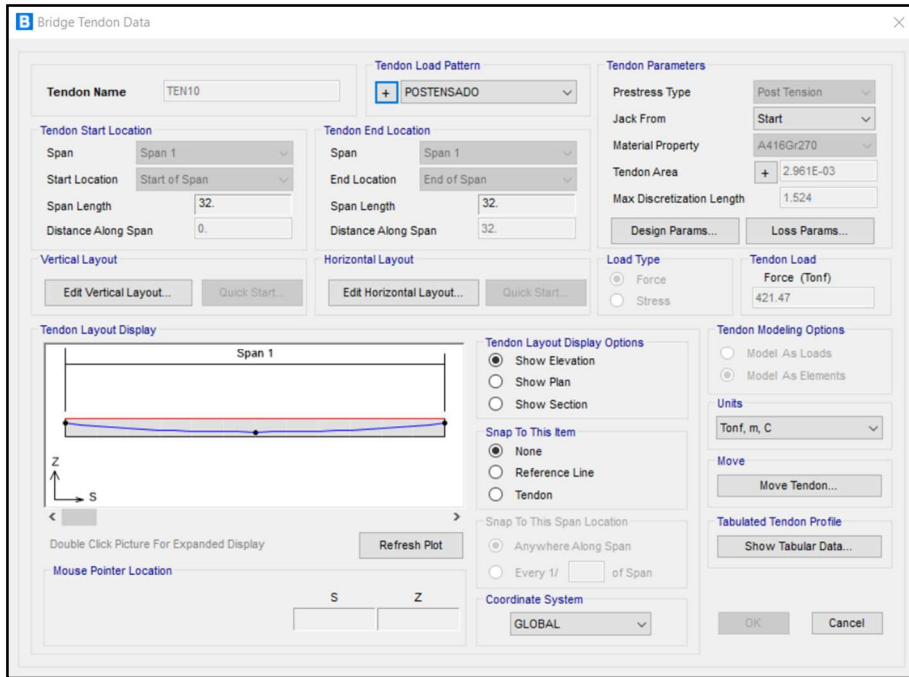 B Bridge Tendon Data
Tendon Name TEN10
Tendon Load Pattern
+ POSTENSADO
Tendon Parameters
Prestress Type Post Tension
Jack From Start
Material Property A416Gr270
Tendon Area + 2.961E-03
Max Discretization Length 1.524
Design Params... Loss Params...
Tendon Start Location
Span Span 1
Start Location Start of Span
Span Length 32.
Distance Along Span 0.
Tendon End Location
Span Span 1
End Location End of Span
Span Length 32.
Distance Along Span 32.
Vertical Layout
Edit Vertical Layout... Quick Start...
Horizontal Layout
Edit Horizontal Layout... Quick Start...
Load Type
Force
Stress
Tendon Load
Force (Tonf)
421.47
Tendon Layout Display
Span 1
Z
S
Double Click Picture For Expanded Display
Refresh Plot
Mouse Pointer Location
S Z
Tendon Layout Display Options
Show Elevation
Show Plan
Show Section
Snap To This Item
None
Reference Line
Tendon
Snap To This Span Location
Anywhere Along Span
Every 1/ of Span
Coordinate System
GLOBAL
Tendon Modeling Options
Model As Loads
Model As Elements
Units
Tonf, m, C
Move
Move Tendon...
Tabulated Tendon Profile
Show Tabular Data...
OK Cancel